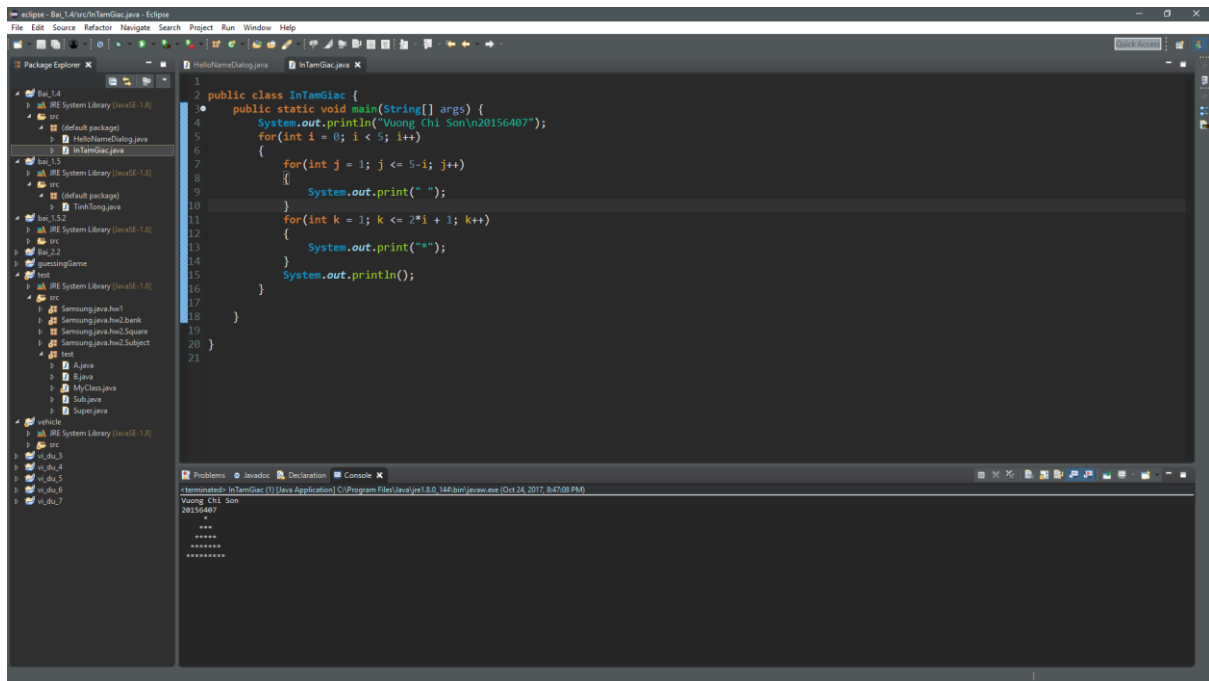 eclipse - Bai_1.4/src/InTamGiac.java - Eclipse
File Edit Source Refactor Navigate Search Project Run Window Help
Quick Access
Package Explorer
Bai_1.4
JRE System Library [JavaSE-1.8]
src
(default package)
HelloNameDialog.java
InTamGiac.java
bai_1.5
JRE System Library [JavaSE-1.8]
src
(default package)
TinhTong.java
bai_1.5.2
JRE System Library [JavaSE-1.8]
src
Bai_2.2
guessingGame
test
JRE System Library [JavaSE-1.8]
src
Samsung.java.hw1
Samsung.java.hw2.bank
Samsung.java.hw2.Square
Samsung.java.hw2.Subject
test
A.java
B.java
MyClass.java
Sub.java
Super.java
vehicle
JRE System Library [JavaSE-1.8]
src
vi_du_3
vi_du_4
vi_du_5
vi_du_6
vi_du_7
HelloNameDialog.java InTamGiac.java
1
2 public class InTamGiac {
3 public static void main(String[] args) {
4 System.out.println("Vuong Chi Son\n20156407");
5 for(int i = 0; i < 5; i++)
6 {
7 for(int j = 1; j <= 5-i; j++)
8 {
9 System.out.print(" ");
10 }
11 for(int k = 1; k <= 2*i + 1; k++)
12 {
13 System.out.print("*");
14 }
15 System.out.println();
16 }
17
18 }
19
20 }
21
Problems Javadoc Declaration Console
<terminated> InTamGiac (1) [Java Application] C:\Program Files\Java\jre1.8.0_144\bin\javaw.exe (Oct 24, 2017, 8:47:08 PM)
Vuong Chi Son
20156407
*
***
*****
*******
*********